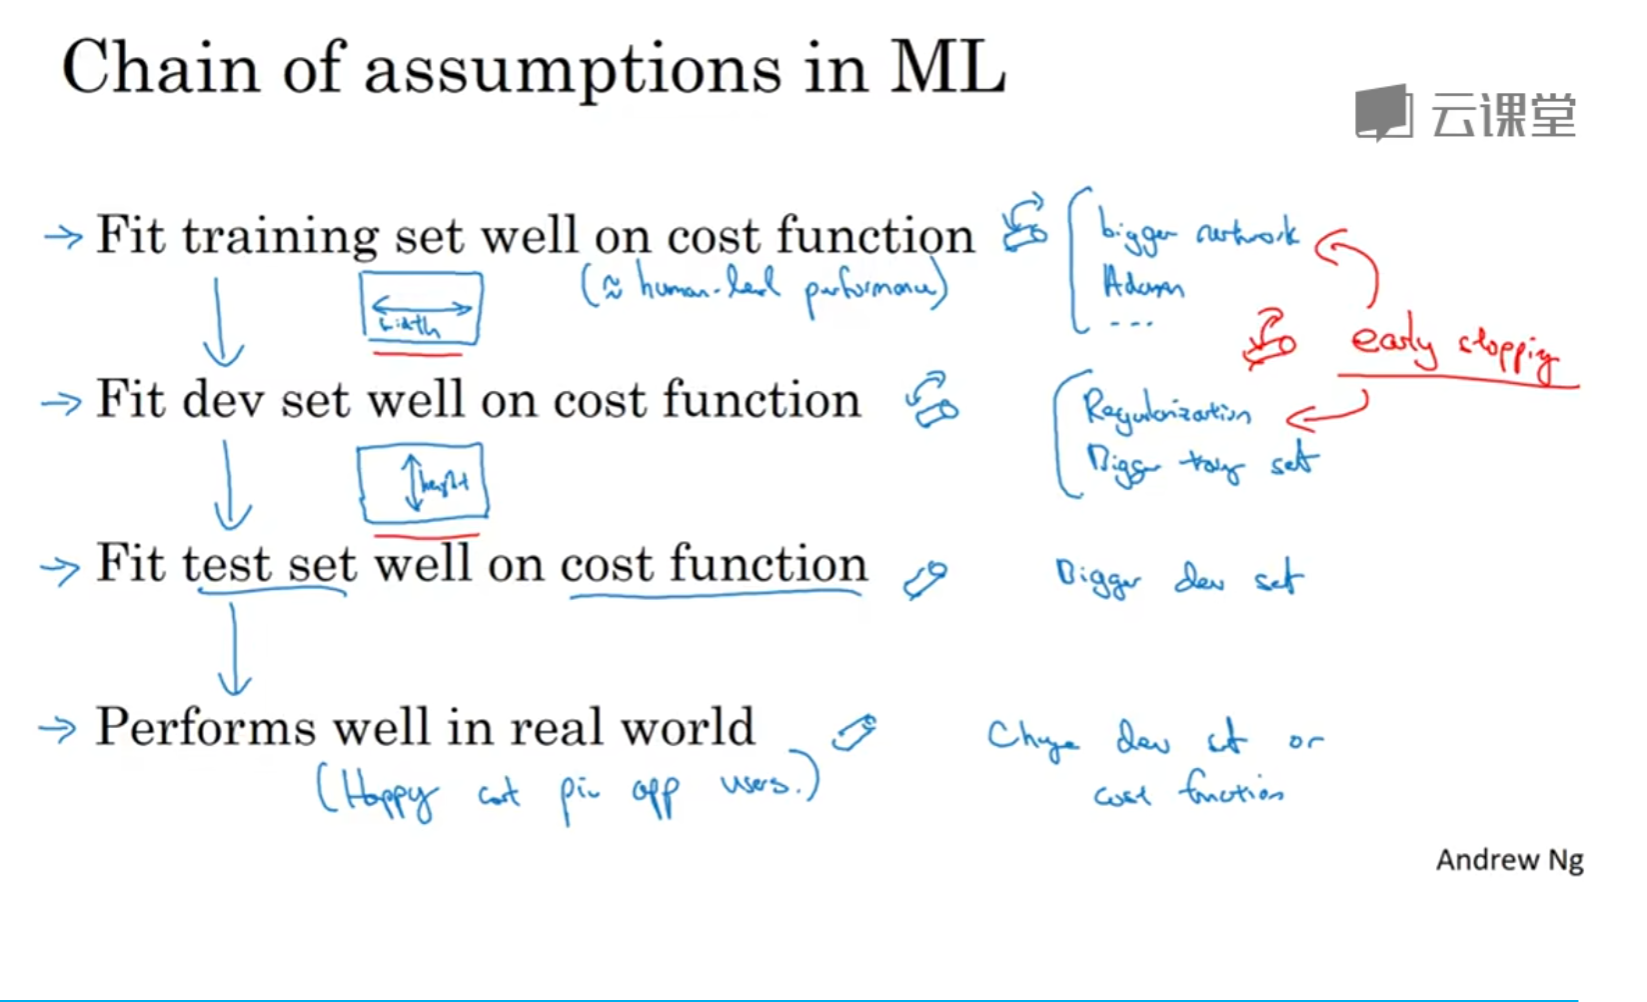 Chain of assumptions in ML
云课堂
→ Fit training set well on cost function
(≈ human-level performance)
bigger network
Adam
...
width
early stopping
→ Fit dev set well on cost function
Regularization
Bigger set
height
→ Fit test set well on cost function
Bigger dev set
→ Performs well in real world
(Happy cat pic app users.)
Change dev set or
cost function
Andrew Ng